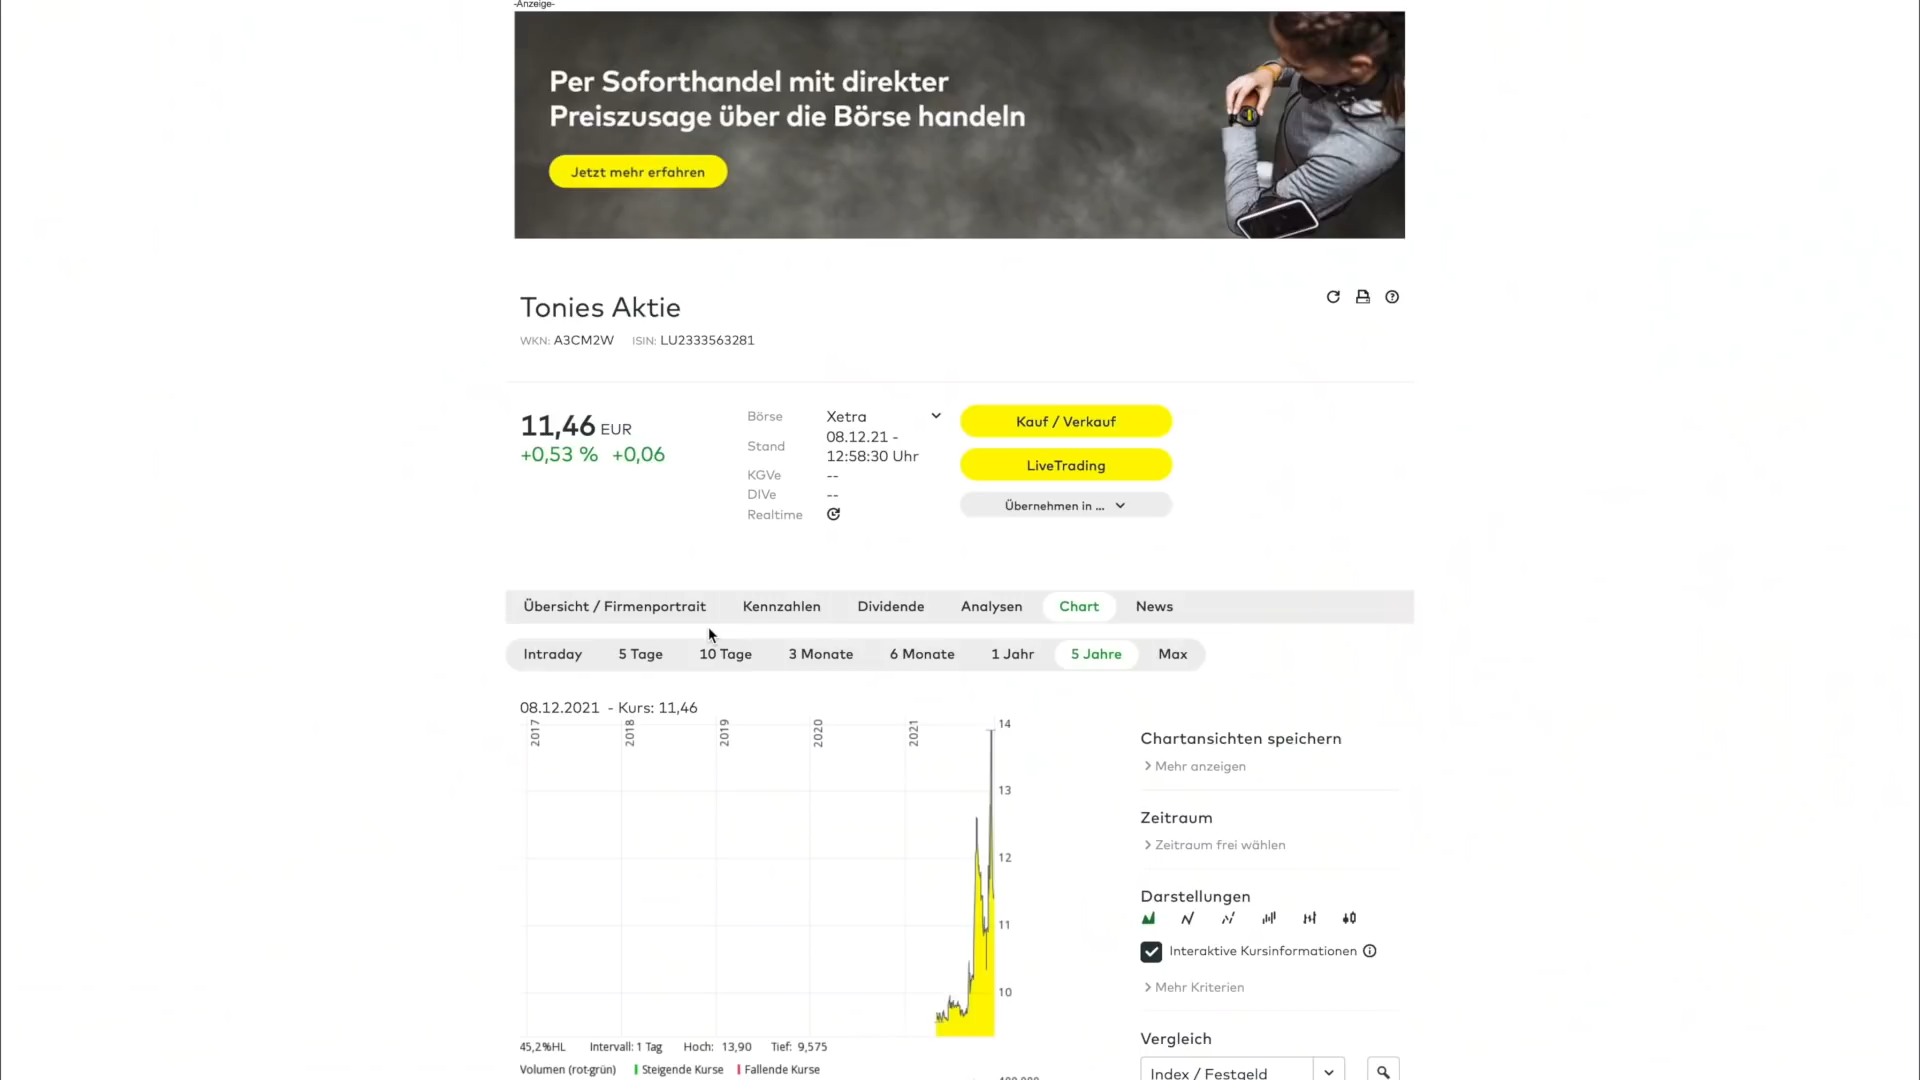 -Anzeige-
Per Soforthandel mit direkter
Preiszusage über die Börse handeln
Jetzt mehr erfahren
Tonies Aktie
WKN: A3CM2W ISIN: LU2333563281
11,46 EUR
+0,53 % +0,06
Börse Xetra
Stand 08.12.21 -
12:58:30 Uhr
KGVe --
DIVe --
Realtime
Kauf / Verkauf
LiveTrading
Übernehmen in ...
Übersicht / Firmenportrait Kennzahlen Dividende Analysen Chart News
Intraday 5 Tage 10 Tage 3 Monate 6 Monate 1 Jahr 5 Jahre Max
08.12.2021 - Kurs: 11,46
2017 2018 2019 2020 2021
14
13
12
11
10
45,2%HL Intervall: 1 Tag Hoch: 13,90 Tief: 9,575
Volumen (rot-grün) Steigende Kurse Fallende Kurse
Chartansichten speichern
Mehr anzeigen
Zeitraum
Zeitraum frei wählen
Darstellungen
Interaktive Kursinformationen
Mehr Kriterien
Vergleich
Index / Festgeld